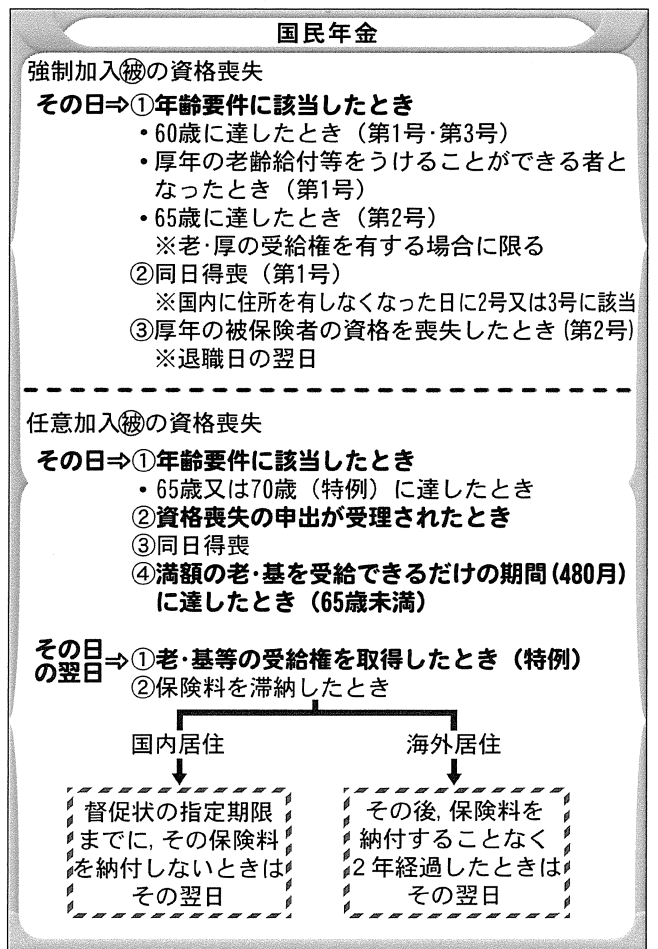 国民年金
強制加入㊙の資格喪失
その日⇒①年齢要件に該当したとき
・60歳に達したとき（第1号・第3号）
・厚年の老齢給付等をうけることができる者と
なったとき（第1号）
・65歳に達したとき（第2号）
※老・厚の受給権を有する場合に限る
②同日得喪（第1号）
※国内に住所を有しなくなった日に2号又は3号に該当
③厚年の被保険者の資格を喪失したとき(第2号)
※退職日の翌日
任意加入被の資格喪失
その日⇒①年齢要件に該当したとき
・65歳又は70歳（特例）に達したとき
②資格喪失の申出が受理されたとき
③同日得喪
④満額の老・基を受給できるだけの期間(480月)
に達したとき（65歳未満）
その日
の翌日⇒①老・基等の受給権を取得したとき（特例）
②保険料を滞納したとき
国内居住
海外居住
督促状の指定期限
までに,その保険料
を納付しないときは
その翌日
その後,保険料を
納付することなく
2年経過したときは
その翌日